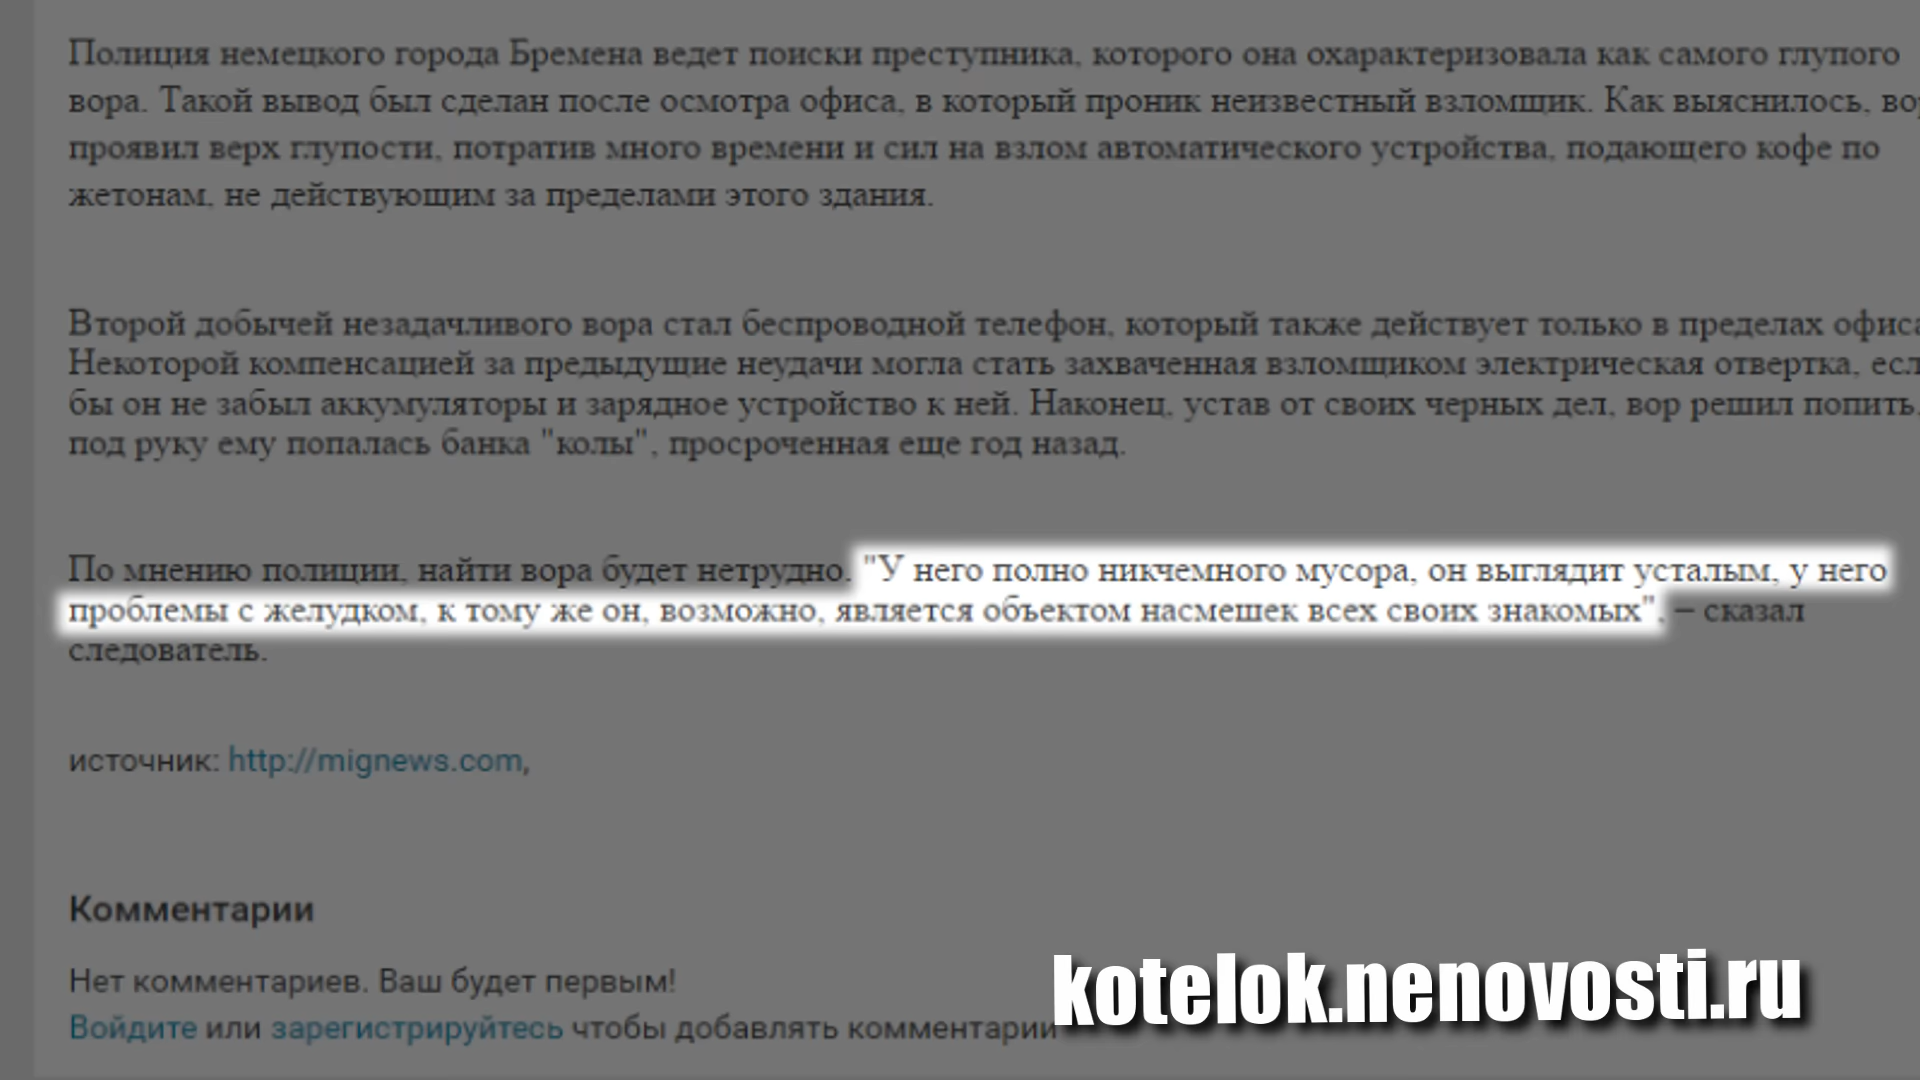 Полиция немецкого города Бремена ведет поиски преступника, которого она охарактеризовала как самого глупого
вора. Такой вывод был сделан после осмотра офиса, в который проник неизвестный взломщик. Как выяснилось,
проявил верх глупости, потратив много времени и сил на взлом автоматического устройства, подающего кофе по
жетонам, не действующим за пределами этого здания.
Второй добычей незадачливого вора стал беспроводной телефон, который также действует только в пределах офиса
Некоторой компенсацией за предыдущие неудачи могла стать захваченная взломщиком электрическая отвертка,
бы он не забыл аккумуляторы и зарядное устройство к ней. Наконец, устав от своих черных дел, вор решил попить,
под руку ему попалась банка "колы", просроченная еще год назад.
По мнению полиции, найти вора будет нетрудно. "У него полно никчемного мусора, он выглядит усталым, у него
проблемы с желудком, к тому же он, возможно, является объектом насмешек всех своих знакомых", – сказал
следователь.
источник: http://mignews.com,
Комментарии
Нет комментариев. Ваш будет первым!
Войдите или зарегистрируйтесь чтобы добавлять комментарии
kotelok.nenovosti.ru